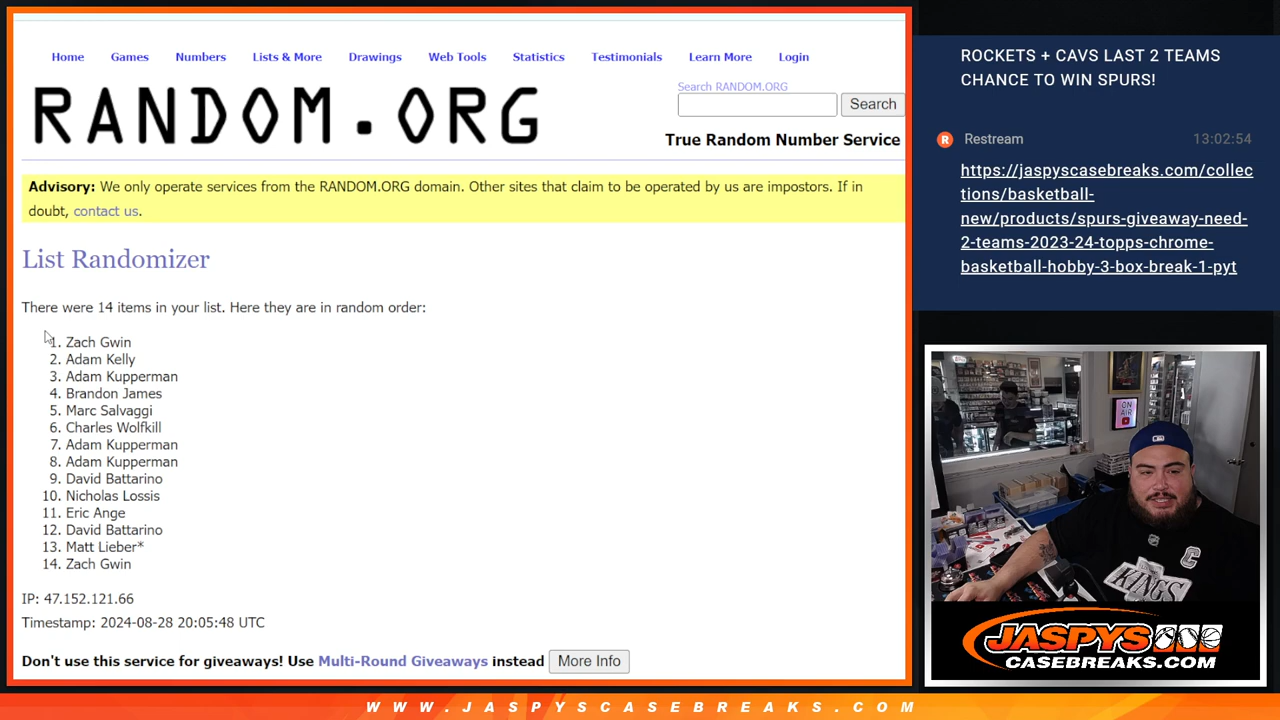 Home Games Numbers Lists & More Drawings Web Tools Statistics Testimonials Learn More Login
RANDOM.ORG
Search RANDOM.ORG
Search
True Random Number Service
Advisory: We only operate services from the RANDOM.ORG domain. Other sites that claim to be operated by us are impostors. If in
doubt, contact us.
List Randomizer
There were 14 items in your list. Here they are in random order:
1. Zach Gwin
2. Adam Kelly
3. Adam Kupperman
4. Brandon James
5. Marc Salvaggi
6. Charles Wolfkill
7. Adam Kupperman
8. Adam Kupperman
9. David Battarino
10. Nicholas Lossis
11. Eric Ange
12. David Battarino
13. Matt Lieber*
14. Zach Gwin
IP: 47.152.121.66
Timestamp: 2024-08-28 20:05:48 UTC
Don't use this service for giveaways! Use Multi-Round Giveaways instead More Info
ROCKETS + CAVS LAST 2 TEAMS
CHANCE TO WIN SPURS!
R Restream 13:02:54
https://jaspyscasebreaks.com/collec
tions/basketball-
new/products/spurs-giveaway-need-
2-teams-2023-24-topps-chrome-
basketball-hobby-3-box-break-1-pyt
ON
AIR
C
KINGS
JASPYS
CASEBREAKS.COM
WWW.JASPYSCASEBREAKS.COM